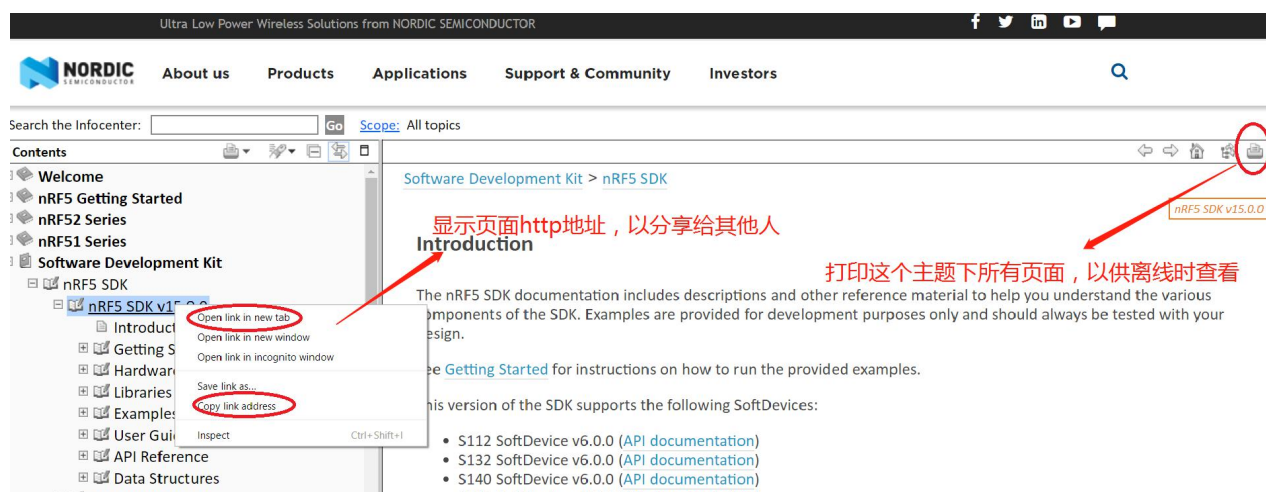 Ultra Low Power Wireless Solutions from NORDIC SEMICONDUCTOR
NORDIC
SEMICONDUCTOR
About us Products Applications Support & Community Investors
Search the Infocenter: Go Scope: All topics
Contents
Welcome
nRF5 Getting Started
nRF52 Series
nRF51 Series
Software Development Kit
nRF5 SDK
nRF5 SDK v15.0.0
Introduct
Getting S
Hardwar
Libraries
Examples
User Gui
API Reference
Data Structures
Open link in new tab
Open link in new window
Open link in incognito window
Save link as...
Copy link address
Inspect Ctrl+Shift+I
Software Development Kit > nRF5 SDK
nRF5 SDK v15.0.0
显示页面http地址，以分享给其他人
Introduction
打印这个主题下所有页面，以供离线时查看
The nRF5 SDK documentation includes descriptions and other reference material to help you understand the various
components of the SDK. Examples are provided for development purposes only and should always be tested with your
design.
ee Getting Started for instructions on how to run the provided examples.
his version of the SDK supports the following SoftDevices:
• S112 SoftDevice v6.0.0 (API documentation)
• S132 SoftDevice v6.0.0 (API documentation)
• S140 SoftDevice v6.0.0 (API documentation)